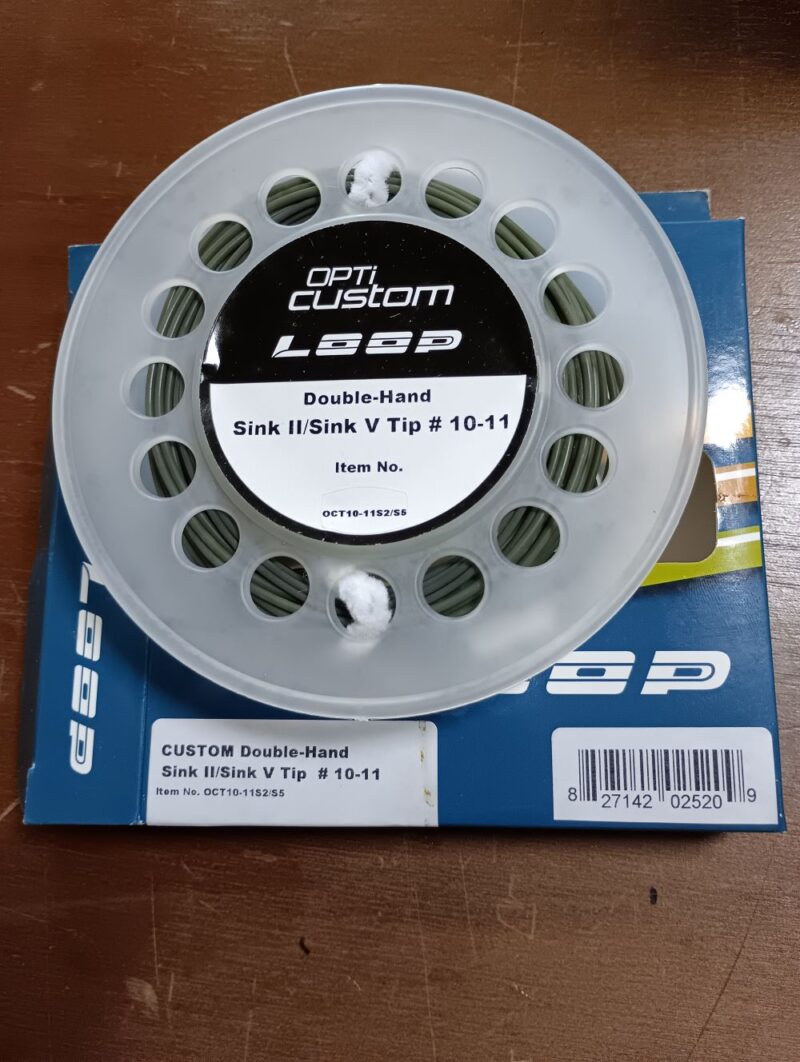 OPTi
custom
LOOP
Double-Hand
Sink II/Sink V Tip # 10-11
Item No.
OCT10-11S2/S5
LOOP
CUSTOM Double-Hand
Sink II/Sink V Tip # 10-11
Item No. OCT10-11S2/S5
8 27142 02520 9